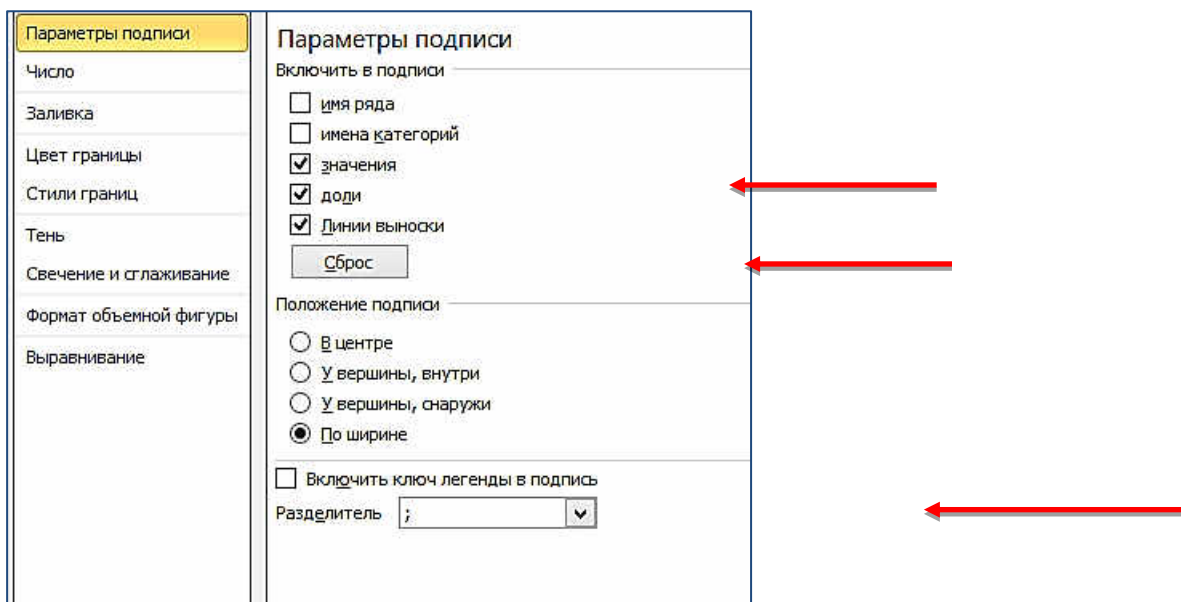 Параметры подписи
Число
Заливка
Цвет границы
Стили границ
Тень
Свечение и сглаживание
Формат объемной фигуры
Выравнивание
Параметры подписи
Включить в подписи
имя ряда
имена категорий
значения
доли
Линии выноски
Сброс
Положение подписи
В центре
У вершины, внутри
У вершины, снаружи
По ширине
Включить ключ легенды в подпись
Разделитель ;